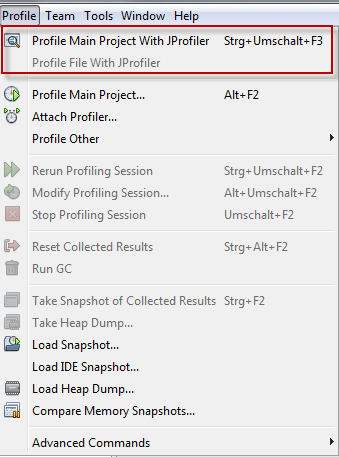 Profile Team Tools Window Help
Profile Main Project With JProfiler Strg+Umschalt+F3
Profile File With JProfiler
Profile Main Project... Alt+F2
Attach Profiler...
Profile Other
Rerun Profiling Session Strg+Umschalt+F2
Modify Profiling Session... Alt+Umschalt+F2
Stop Profiling Session Umschalt+F2
Reset Collected Results Strg+Alt+F2
Run GC
Take Snapshot of Collected Results Strg+F2
Take Heap Dump...
Load Snapshot...
Load IDE Snapshot...
Load Heap Dump...
Compare Memory Snapshots...
Advanced Commands